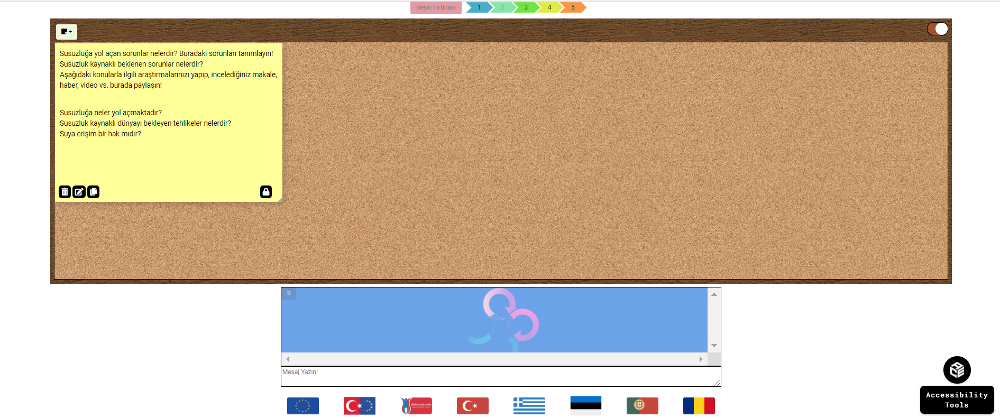 Beyin Fırtınası
1
2
3
4
5
+
Susuzluğa yol açan sorunlar nelerdir? Buradaki sorunları tanımlayın!
Susuzluk kaynaklı beklenen sorunlar nelerdir?
Aşağıdaki konularla ilgili araştırmalarınızı yapıp, incelediğiniz makale,
haber, video vs. burada paylaşın!
Susuzluğa neler yol açmaktadır?
Susuzluk kaynaklı dünyayı bekleyen tehlikeler nelerdir?
Suya erişim bir hak mıdır?
Mesaj Yazın!
Accessibility
Tools